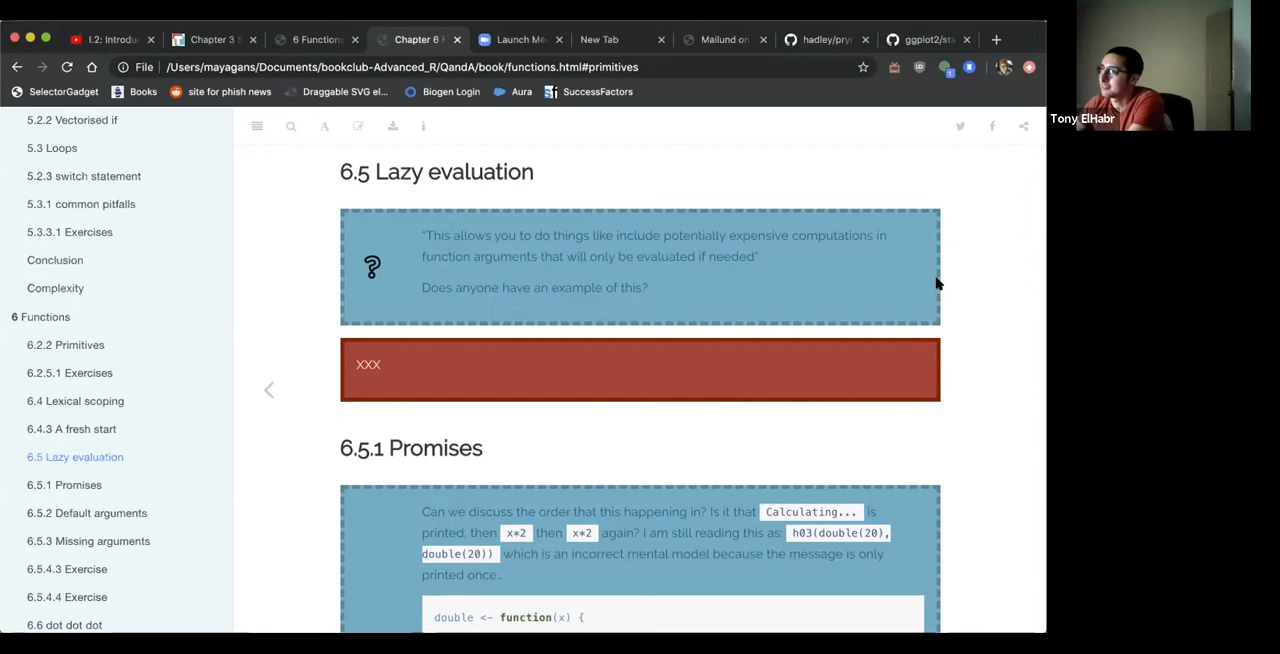 I.2: Introdu
Chapter 3 S
6 Function
Chapter 6 F
Launch Me
New Tab
Mailund on
hadley/pry
ggplot2/sta
File
/Users/mayagans/Documents/bookclub-Advanced_R/QandA/book/functions.html#primitives
SelectorGadget
Books
site for phish news
Draggable SVG el...
Biogen Login
Aura
SuccessFactors
Tony ElHabr
5.2.2 Vectorised if
5.3 Loops
5.2.3 switch statement
5.3.1 common pitfalls
5.3.3.1 Exercises
Conclusion
Complexity
6 Functions
6.2.2 Primitives
6.2.5.1 Exercises
6.4 Lexical scoping
6.4.3 A fresh start
6.5 Lazy evaluation
6.5.1 Promises
6.5.2 Default arguments
6.5.3 Missing arguments
6.5.4.3 Exercise
6.5.4.4 Exercise
6.6 dot dot dot
6.5 Lazy evaluation
"This allows you to do things like include potentially expensive computations in
function arguments that will only be evaluated if needed"
Does anyone have an example of this?
XXX
6.5.1 Promises
Can we discuss the order that this happening in? Is it that Calculating... is
printed, then x*2 then x*2 again? I am still reading this as: h03(double(20),
double(20)) which is an incorrect mental model because the message is only
printed once...
double <- function(x) {